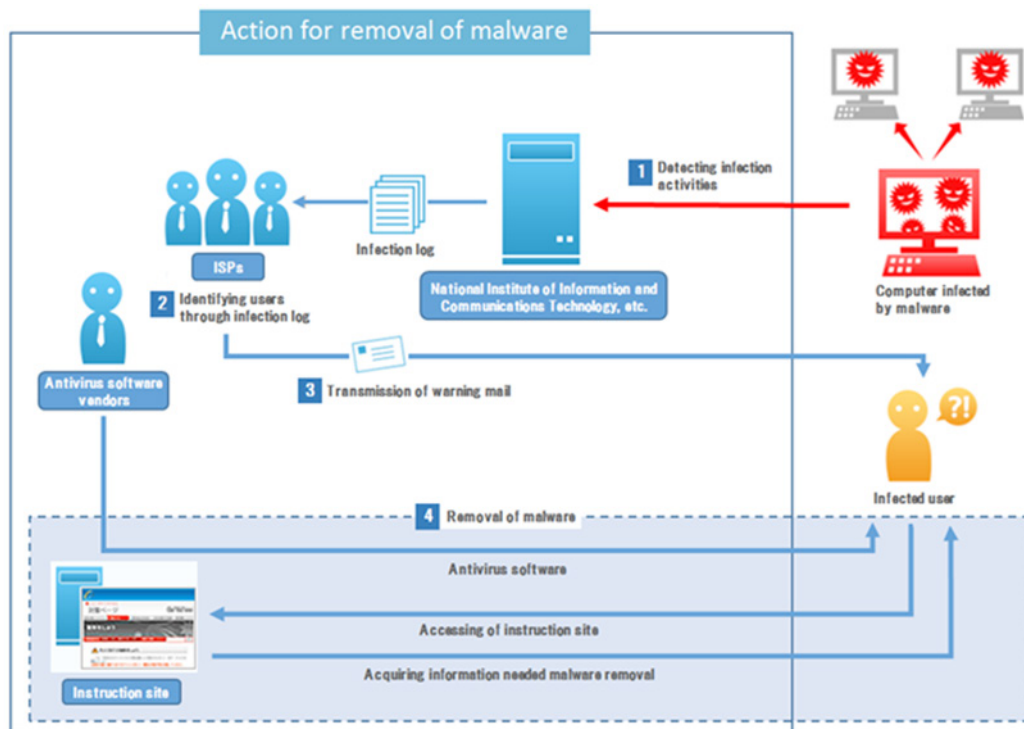 Action for removal of malware
1 Detecting infection
activities
Infection log
ISPs
National Institute of Information and
Communications Technology, etc.
Computer infected
by malware
2 Identifying users
through infection log
Antivirus software
vendors
3 Transmission of warning mail
?!
Infected user
4 Removal of malware
Antivirus software
Accessing of instruction site
Acquiring information needed malware removal
Instruction site